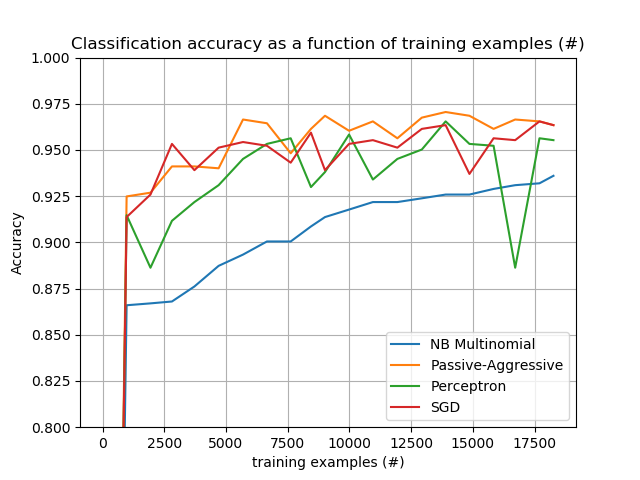 Classification accuracy as a function of training examples (#)
1.000
0.975
0.950
0.925
0.900
0.875
0.850
0.825
0.800
Accuracy
NB Multinomial
Passive-Aggressive
Perceptron
SGD
0 2500 5000 7500 10000 12500 15000 17500
training examples (#)